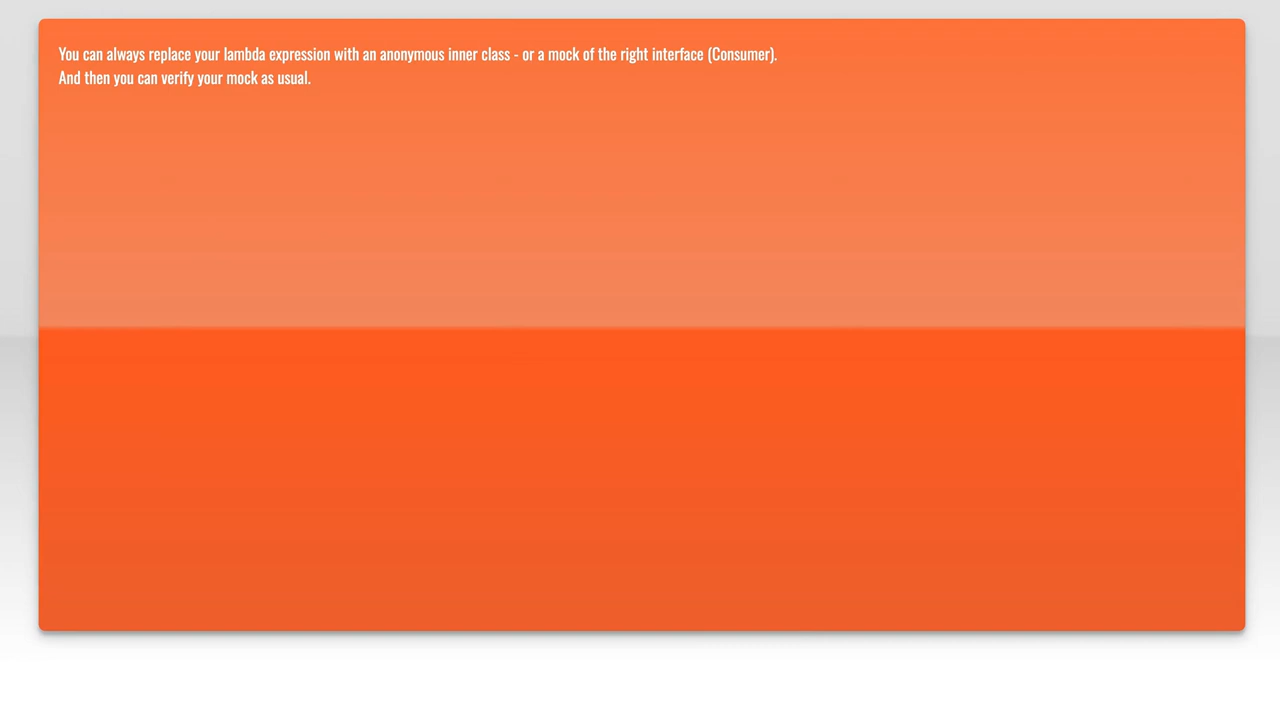 You can always replace your lambda expression with an anonymous inner class - or a mock of the right interface (Consumer).
And then you can verify your mock as usual.